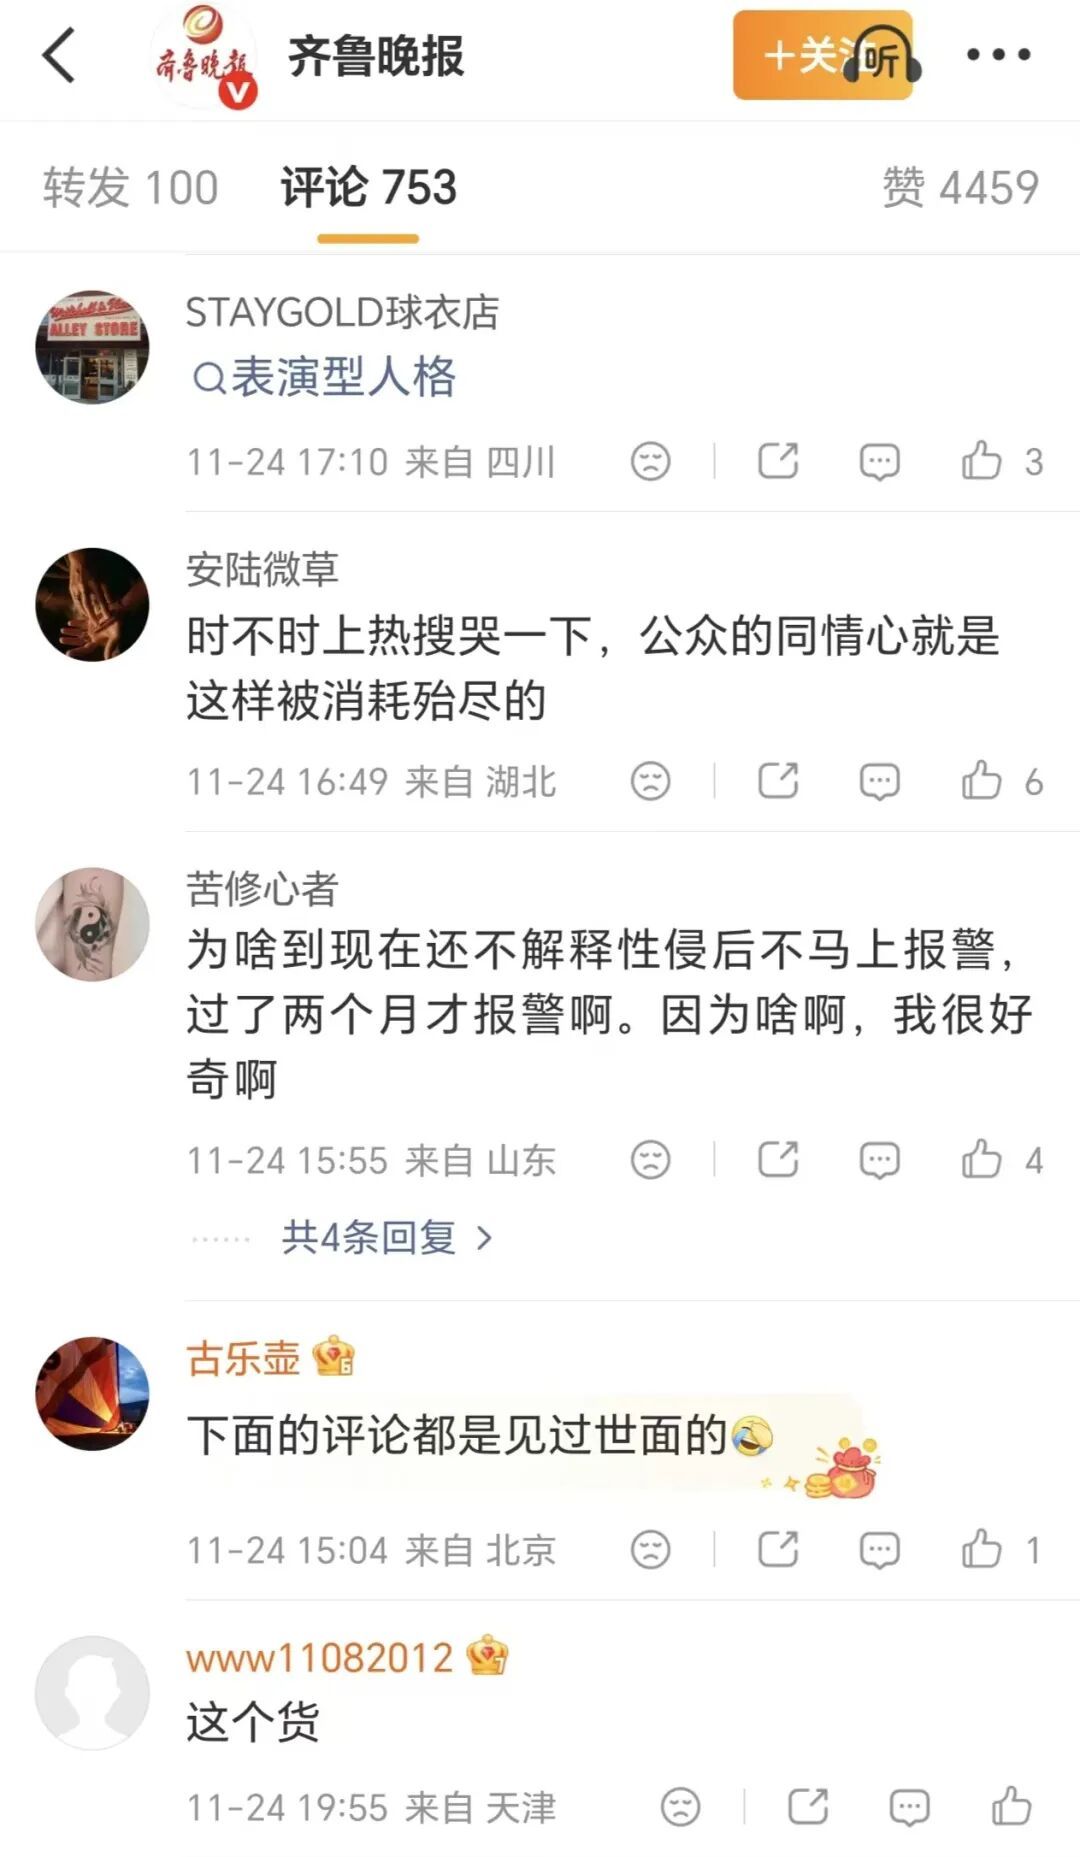 齐鲁晚报
齐鲁晚报
+关注
听
转发 100
评论 753
赞 4459
ALLEY STORE
STAYGOLD球衣店
表演型人格
11-24 17:10 来自 四川
3
安陆微草
时不时上热搜哭一下，公众的同情心就是
这样被消耗殆尽的
11-24 16:49 来自 湖北
6
苦修心者
为啥到现在还不解释性侵后不马上报警，
过了两个月才报警啊。因为啥啊，我很好
奇啊
11-24 15:55 来自 山东
4
······ 共4条回复 >
古乐壶
6
下面的评论都是见过世面的
11-24 15:04 来自 北京
1
www11082012
7
这个货
11-24 19:55 来自 天津